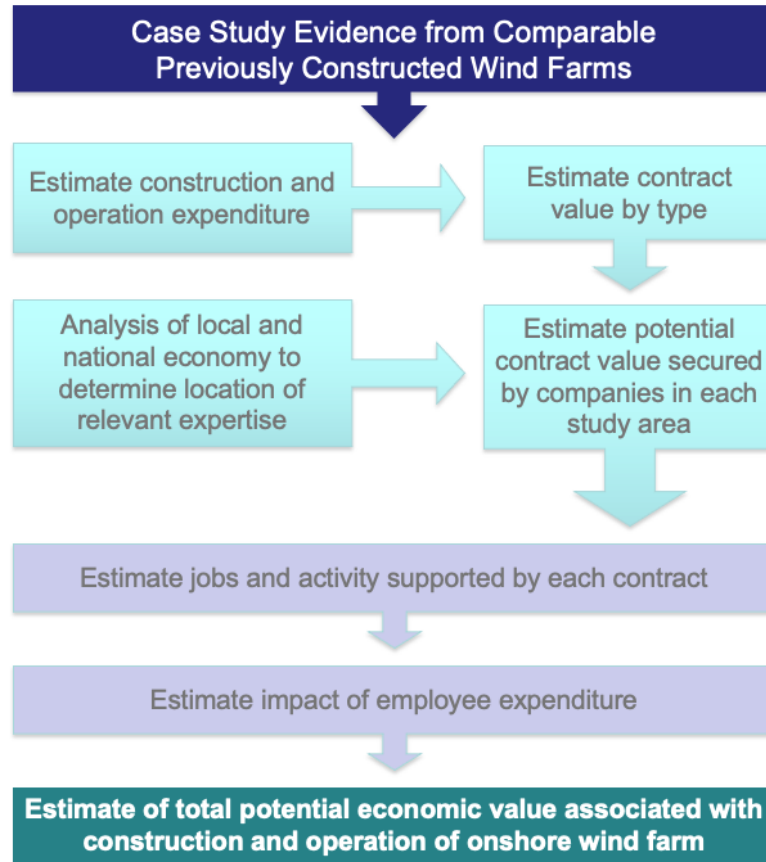 Case Study Evidence from Comparable
Previously Constructed Wind Farms
Estimate construction and
operation expenditure
Estimate contract
value by type
Analysis of local and
national economy to
determine location of
relevant expertise
Estimate potential
contract value secured
by companies in each
study area
Estimate jobs and activity supported by each contract
Estimate impact of employee expenditure
Estimate of total potential economic value associated with
construction and operation of onshore wind farm